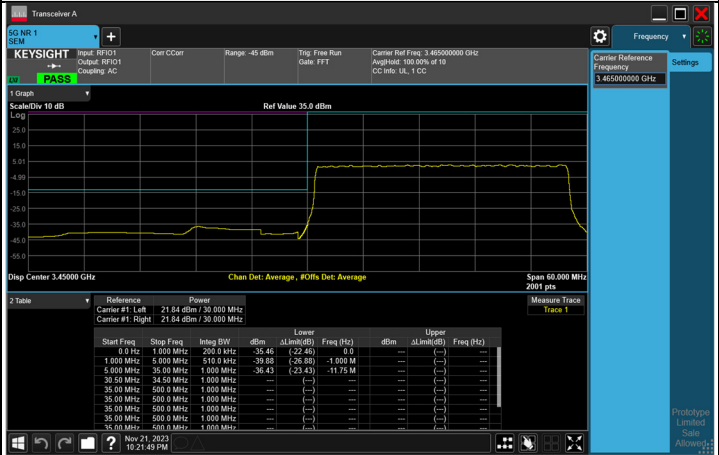 Transceiver A
5G NR 1
SEM
Frequency
KEYSIGHT
PASS
Input: RFIO1
Output: RFIO1
Coupling: AC
Corr CCorr
Range: -45 dBm
Trig: Free Run
Gate: FFT
Carrier Ref Freq: 3.465000000 GHz
Avg|Hold: 100.00% of 10
CC Info: UL, 1 CC
Carrier Reference
Frequency
3.465000000 GHz
Settings
1 Graph
Scale/Div 10 dB
Ref Value 35.0 dBm
Log
25.0
15.0
5.01
-4.99
-15.0
-25.0
-35.0
-45.0
-55.0
Disp Center 3.45000 GHz
Chan Det: Average , #Offs Det: Average
Span 60.000 MHz
2001 pts
2 Table
Reference Power
Carrier #1: Left 21.84 dBm / 30.000 MHz
Carrier #1: Right 21.84 dBm / 30.000 MHz
Measure Trace
Trace 1
Lower Upper
Start Freq Stop Freq Integ BW dBm ΔLimit(dB) Freq (Hz) dBm ΔLimit(dB) Freq (Hz)
0.0 Hz 1.000 MHz 200.0 kHz -35.46 (-22.46) 0.0 --- (---) ---
1.000 MHz 5.000 MHz 510.0 kHz -39.88 (-26.88) -1.000 M --- (---) ---
5.000 MHz 35.00 MHz 1.000 MHz -36.43 (-23.43) -11.75 M --- (---) ---
30.50 MHz 34.50 MHz 1.000 MHz --- (---) --- --- (---) ---
35.00 MHz 500.0 MHz 1.000 MHz --- (---) --- --- (---) ---
35.00 MHz 500.0 MHz 1.000 MHz --- (---) --- --- (---) ---
35.00 MHz 500.0 MHz 1.000 MHz --- (---) --- --- (---) ---
35.00 MHz 500.0 MHz 1.000 MHz --- (---) --- --- (---) ---
35.00 MHz 500.0 MHz 1.000 MHz --- (---) --- --- (---) ---
Nov 21, 2023
10:21:49 PM
Prototype
Limited
Sale
Allowed